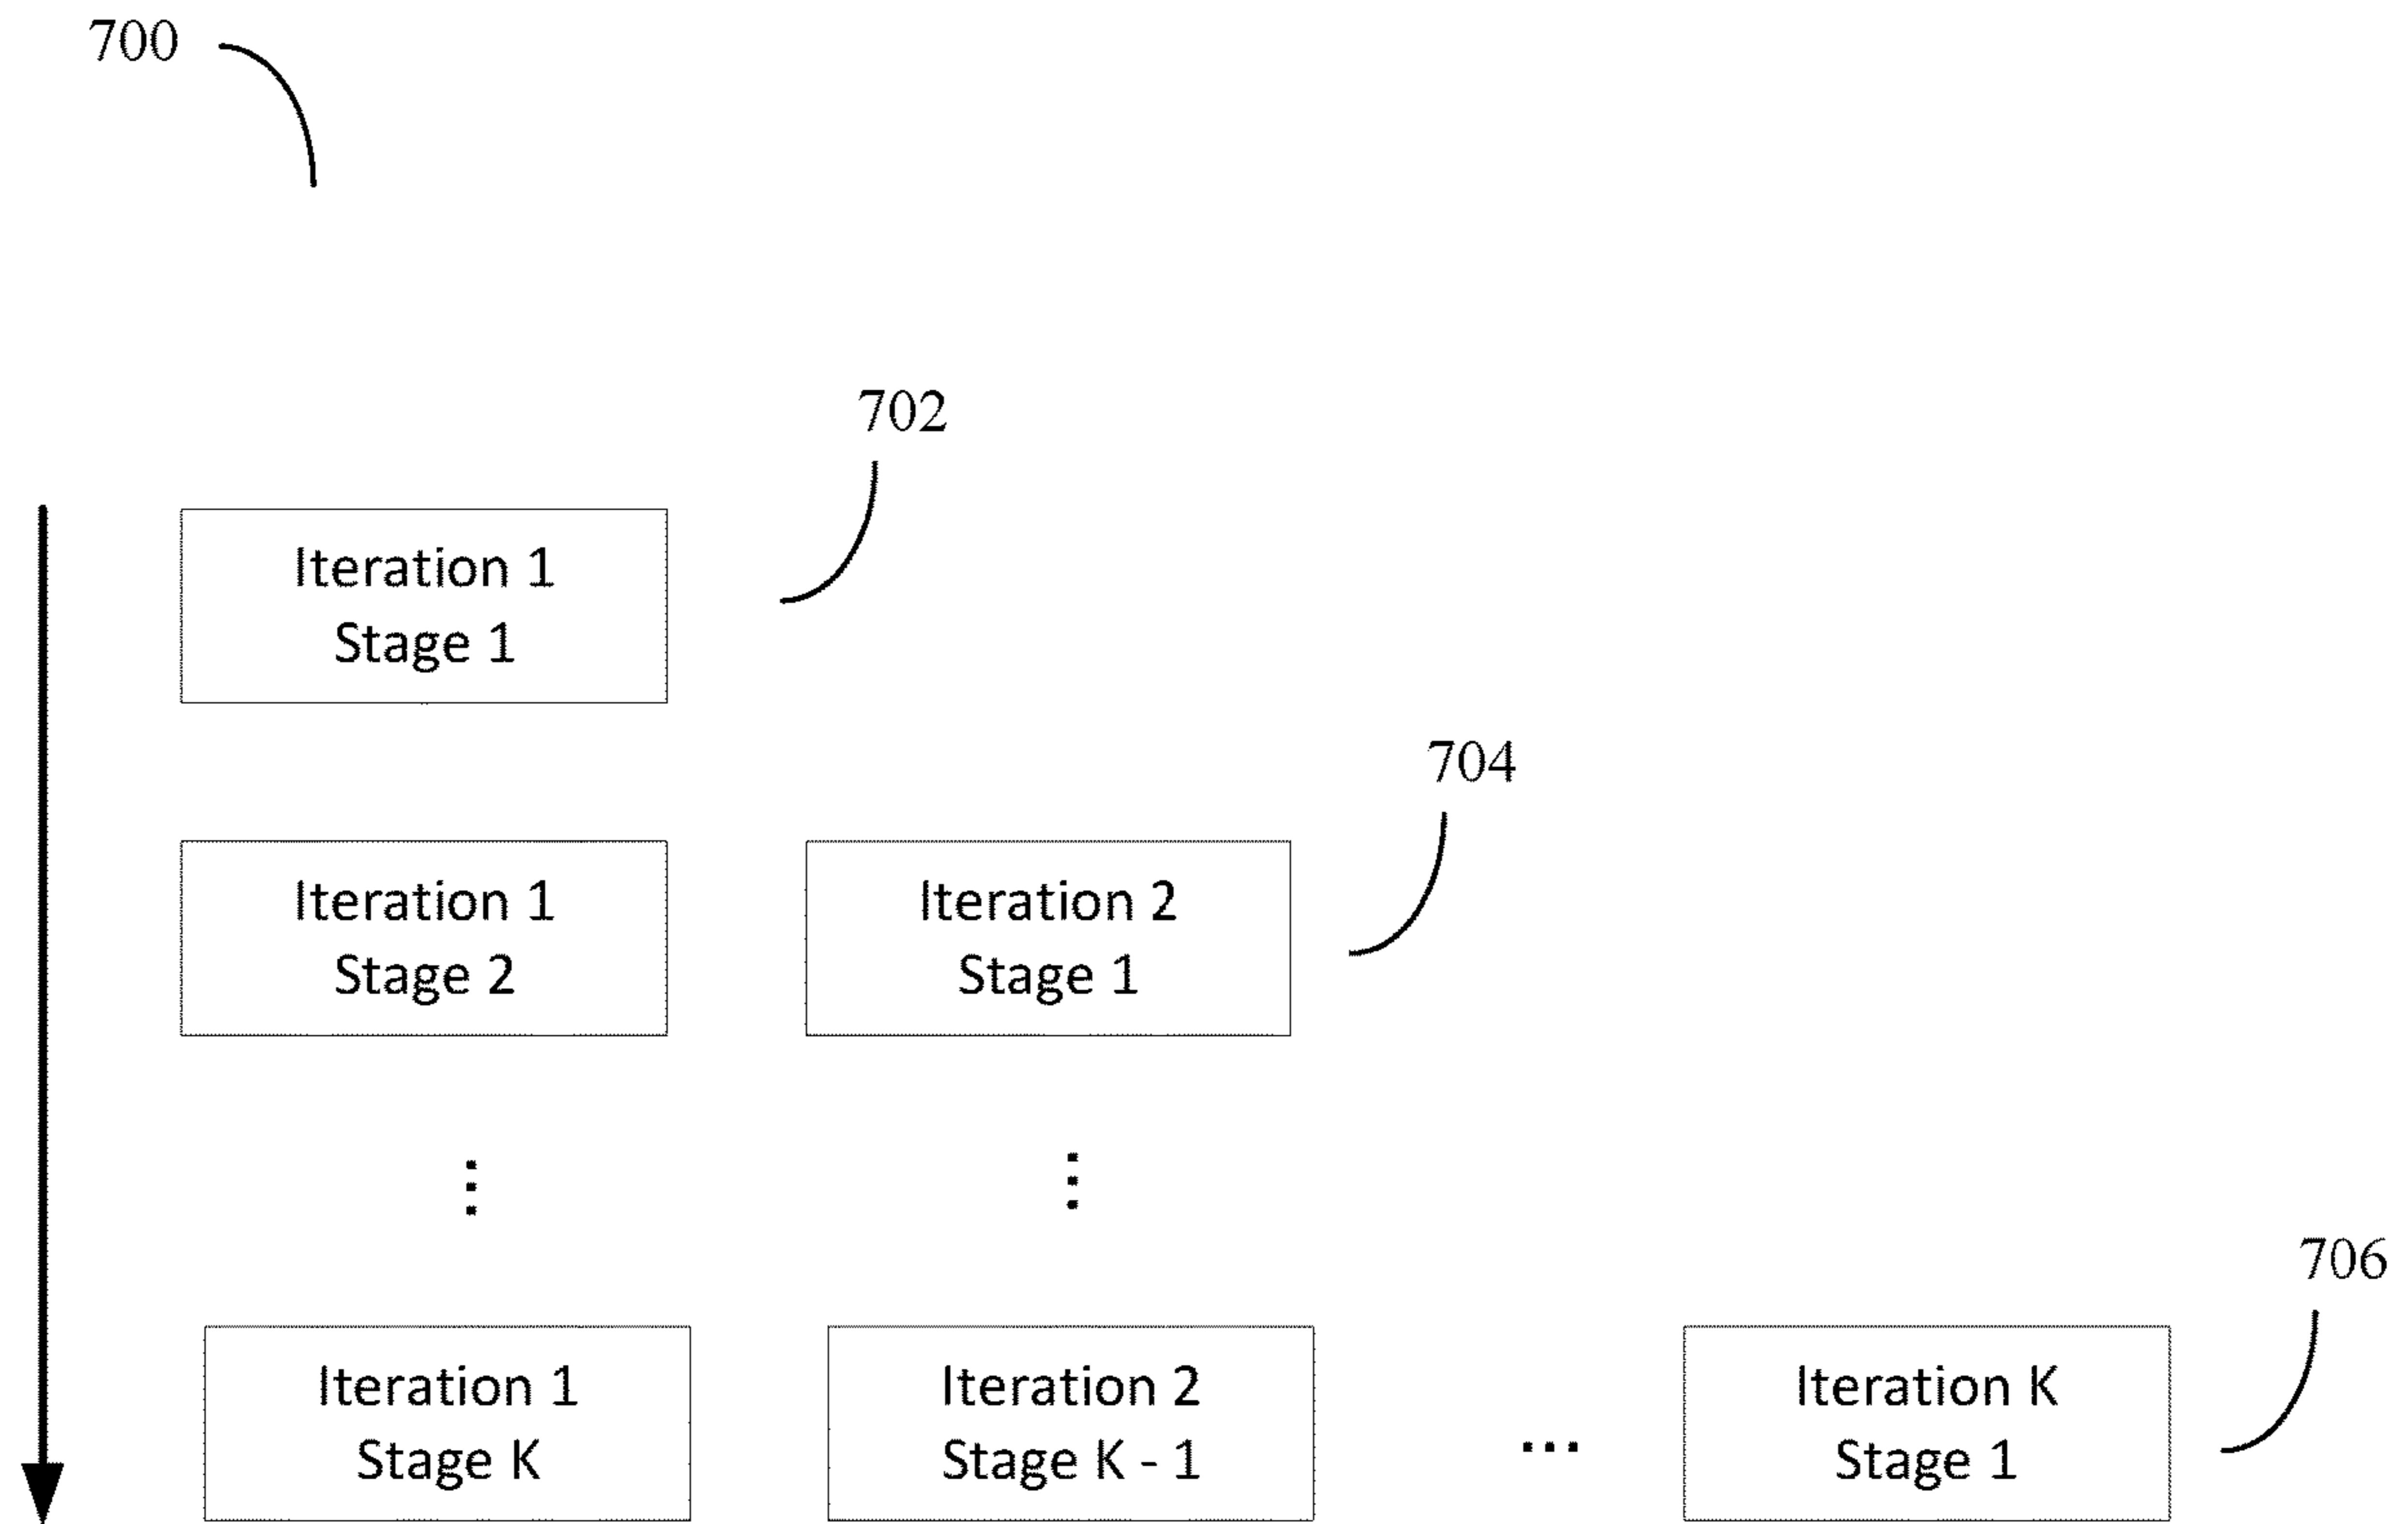 700
702
Iteration 1
Stage 1
704
Iteration 1
Stage 2
Iteration 2
Stage 1
⋮
⋮
706
Iteration 1
Stage K
Iteration 2
Stage K - 1
...
Iteration K
Stage 1